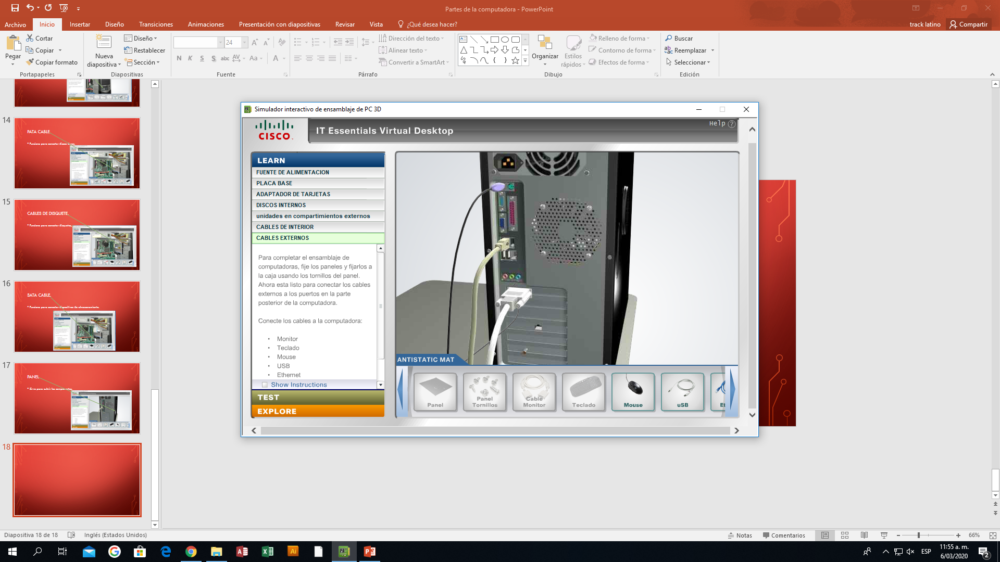 Partes de la computadora - PowerPoint
Archivo Inicio Insertar Diseño Transiciones Animaciones Presentación con diapositivas Revisar Vista ¿Qué desea hacer? track latino Compartir
Pegar
Cortar
Copiar
Copiar formato
Portapapeles
Nueva
diapositiva
Diseño
Restablecer
Sección
Diapositivas
24
N K S S abc AV Aa A
Fuente
Dirección del texto
Alinear texto
Convertir a SmartArt
Párrafo
Organizar
Estilos
rápidos
Relleno de forma
Contorno de forma
Efectos de forma
Dibujo
Buscar
Reemplazar
Seleccionar
Edición
14
PATA CABLE
15
CABLES DE DISQUETE
16
SATA CABLE
17
PANEL
18
Simulador interactivo de ensamblaje de PC 3D
CISCO
IT Essentials Virtual Desktop
Help ?
LEARN
FUENTE DE ALIMENTACION
PLACA BASE
ADAPTADOR DE TARJETAS
DISCOS INTERNOS
unidades en compartimientos externos
CABLES DE INTERIOR
CABLES EXTERNOS
Para completar el ensamblaje de
computadoras, fije los paneles y fijarlos a
la caja usando los tornillos del panel.
Ahora esta listo para conectar los cables
externos a los puertos en la parte
posterior de la computadora.
Conecte los cables a la computadora:
• Monitor
• Teclado
• Mouse
• USB
• Ethernet
Show Instructions
TEST
EXPLORE
ANTISTATIC MAT
Panel
Panel
Tornillos
Cable
Monitor
Teclado
Mouse
uSB
Et
Diapositiva 18 de 18 Inglés (Estados Unidos) Notas Comentarios 66%
ESP
11:55 a. m.
6/03/2020
2